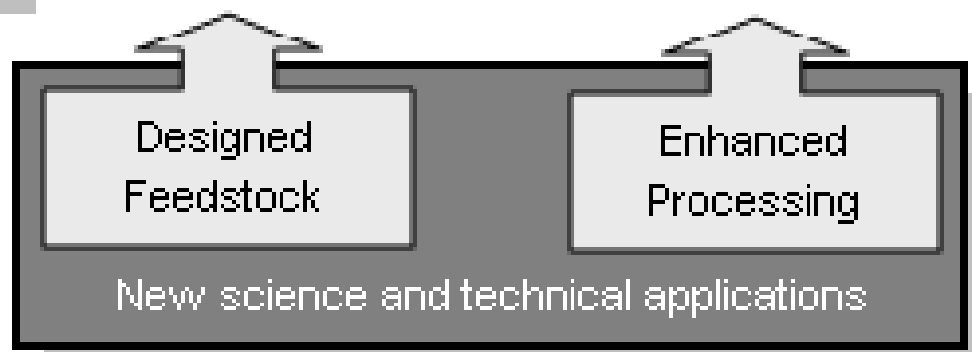 Designed
Feedstock
Enhanced
Processing
New science and technical applications